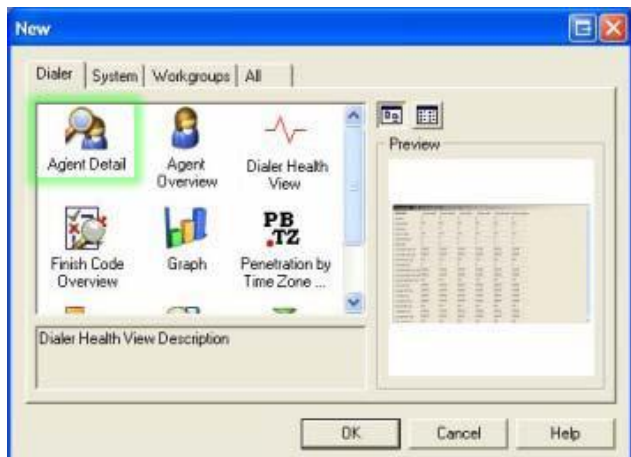 New
Dialer System Workgroups All
Agent Detail
Agent Overview
Dialer Health View
Finish Code Overview
Graph
PB
.TZ
Penetration by Time Zone ...
Preview
Dialer Health View Description
OK Cancel Help